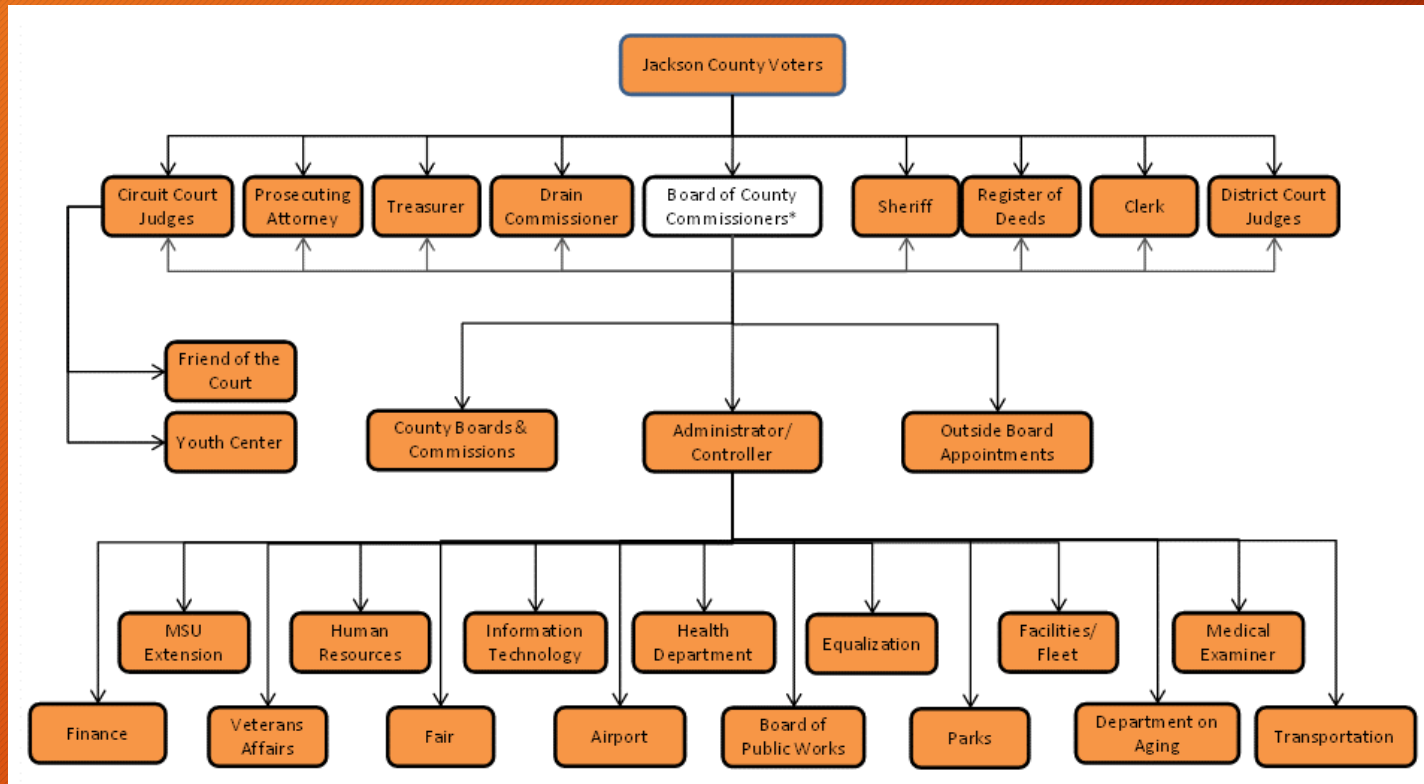 Jackson County Voters
Circuit Court
Judges
Prosecuting
Attorney
Treasurer
Drain
Commissioner
Board of County
Commissioners*
Sheriff
Register of
Deeds
Clerk
District Court
Judges
Friend of the
Court
Youth Center
County Boards &
Commissions
Administrator/
Controller
Outside Board
Appointments
MSU
Extension
Human
Resources
Information
Technology
Health
Department
Equalization
Facilities/
Fleet
Medical
Examiner
Finance
Veterans
Affairs
Fair
Airport
Board of
Public Works
Parks
Department on
Aging
Transportation